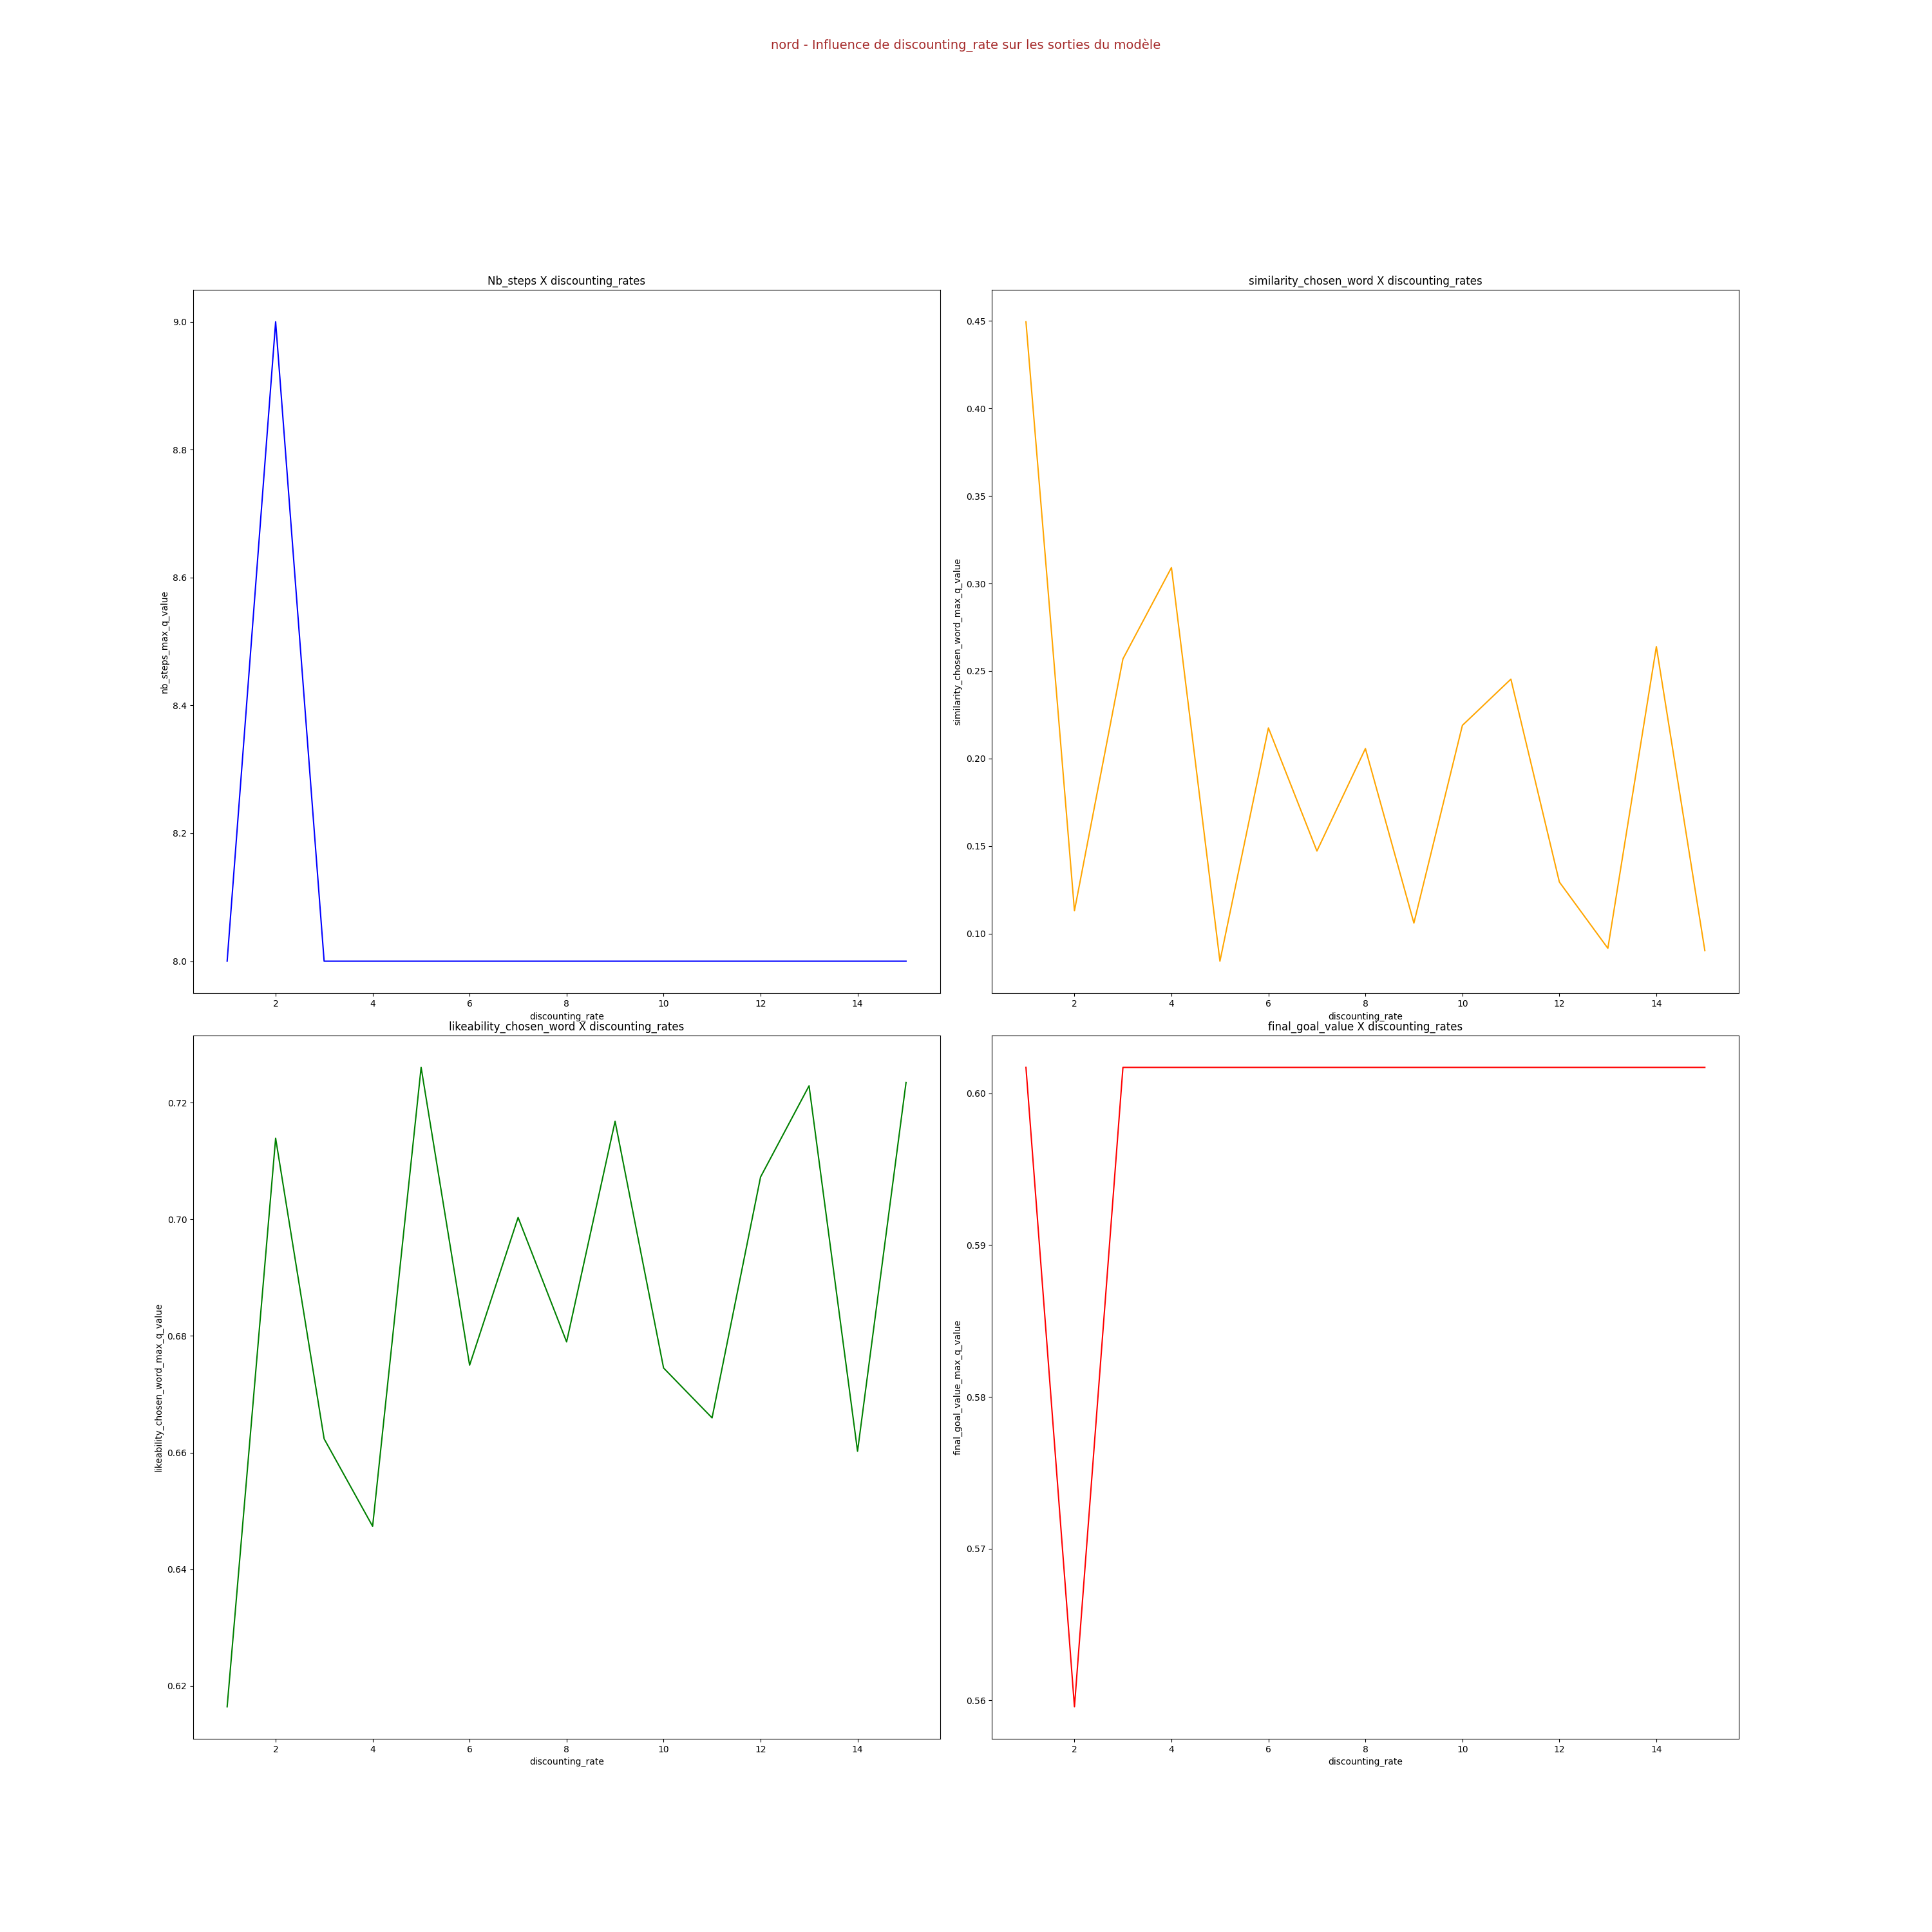 nord - Influence de discounting_rate sur les sorties du modèle
Nb_steps X discounting_rates
9.0
8.8
8.6
8.4
8.2
8.0
nb_steps_max_q_value
2 4 6 8 10 12 14
discounting_rate
similarity_chosen_word X discounting_rates
0.45
0.40
0.35
0.30
0.25
0.20
0.15
0.10
similarity_chosen_word_max_q_value
2 4 6 8 10 12 14
discounting_rate
likeability_chosen_word X discounting_rates
0.72
0.70
0.68
0.66
0.64
0.62
likeability_chosen_word_max_q_value
2 4 6 8 10 12 14
discounting_rate
final_goal_value X discounting_rates
0.60
0.59
0.58
0.57
0.56
final_goal_value_max_q_value
2 4 6 8 10 12 14
discounting_rate